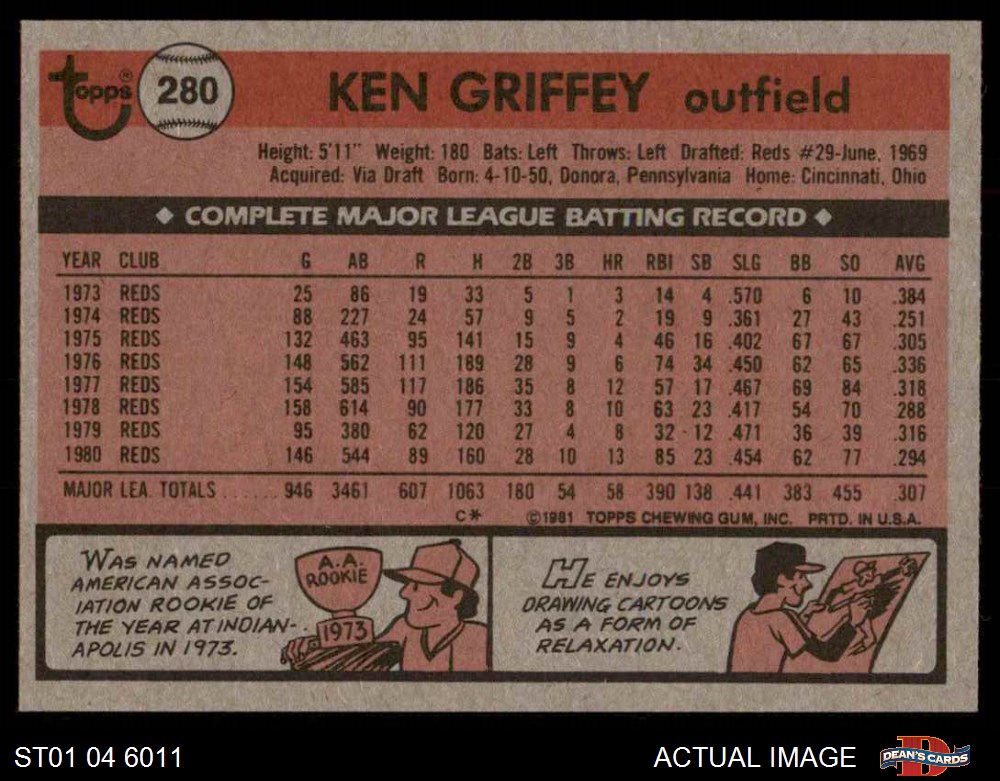 topps® 280 KEN GRIFFEY outfield
Height: 5'11" Weight: 180 Bats: Left Throws: Left Drafted: Reds #29-June, 1969
Acquired: Via Draft Born: 4-10-50, Donora, Pennsylvania Home: Cincinnati, Ohio
◆ COMPLETE MAJOR LEAGUE BATTING RECORD ◆
YEAR CLUB G AB R H 2B 3B HR RBI SB SLG BB SO AVG
1973 REDS 25 86 19 33 5 1 3 14 4 .570 6 10 .384
1974 REDS 88 227 24 57 9 5 2 19 9 .361 27 43 .251
1975 REDS 132 463 95 141 15 9 4 46 16 .402 67 67 .305
1976 REDS 148 562 111 189 28 9 6 74 34 .450 62 65 .336
1977 REDS 154 585 117 186 35 8 12 57 17 .467 69 84 .318
1978 REDS 158 614 90 177 33 8 10 63 23 .417 54 70 .288
1979 REDS 95 380 62 120 27 4 8 32 12 .471 36 39 .316
1980 REDS 146 544 89 160 28 10 13 85 23 .454 62 77 .294
MAJOR LEA. TOTALS ...... 946 3461 607 1063 180 54 58 390 138 .441 383 455 .307
C* ©1981 TOPPS CHEWING GUM, INC. PRTD. IN U.S.A.
WAS NAMED
AMERICAN ASSOC-
IATION ROOKIE OF
THE YEAR AT INDIAN-
APOLIS IN 1973.
A.A.
ROOKIE
1973
HE ENJOYS
DRAWING CARTOONS
AS A FORM OF
RELAXATION.
ST01 04 6011 ACTUAL IMAGE DEAN'S CARDS